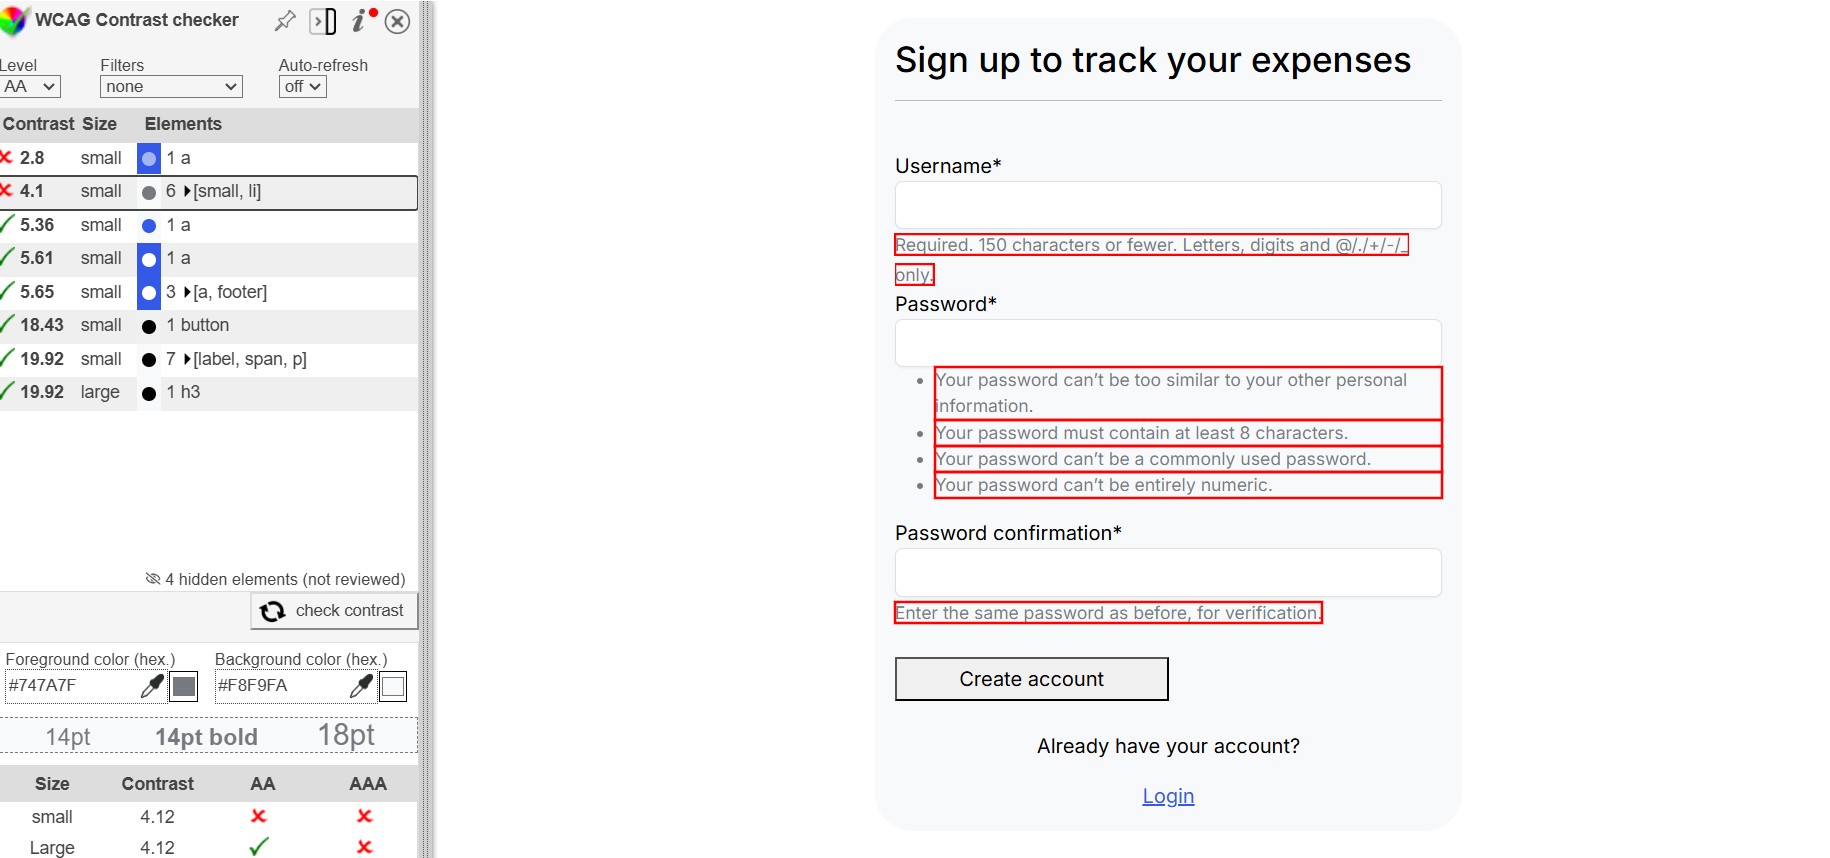 WCAG Contrast checker
Level
Filters
Auto-refresh
AA
none
off
Contrast Size Elements
2.8 small 1 a
4.1 small 6 [small, li]
5.36 small 1 a
5.61 small 1 a
5.65 small 3 [a, footer]
18.43 small 1 button
19.92 small 7 [label, span, p]
19.92 large 1 h3
4 hidden elements (not reviewed)
check contrast
Foreground color (hex.) Background color (hex.)
#747A7F #F8F9FA
14pt 14pt bold 18pt
Size Contrast AA AAA
small 4.12
Large 4.12
Sign up to track your expenses
Username*
Required. 150 characters or fewer. Letters, digits and @/./+/-/_
only.
Password*
Your password can’t be too similar to your other personal
information.
Your password must contain at least 8 characters.
Your password can’t be a commonly used password.
Your password can’t be entirely numeric.
Password confirmation*
Enter the same password as before, for verification.
Create account
Already have your account?
Login